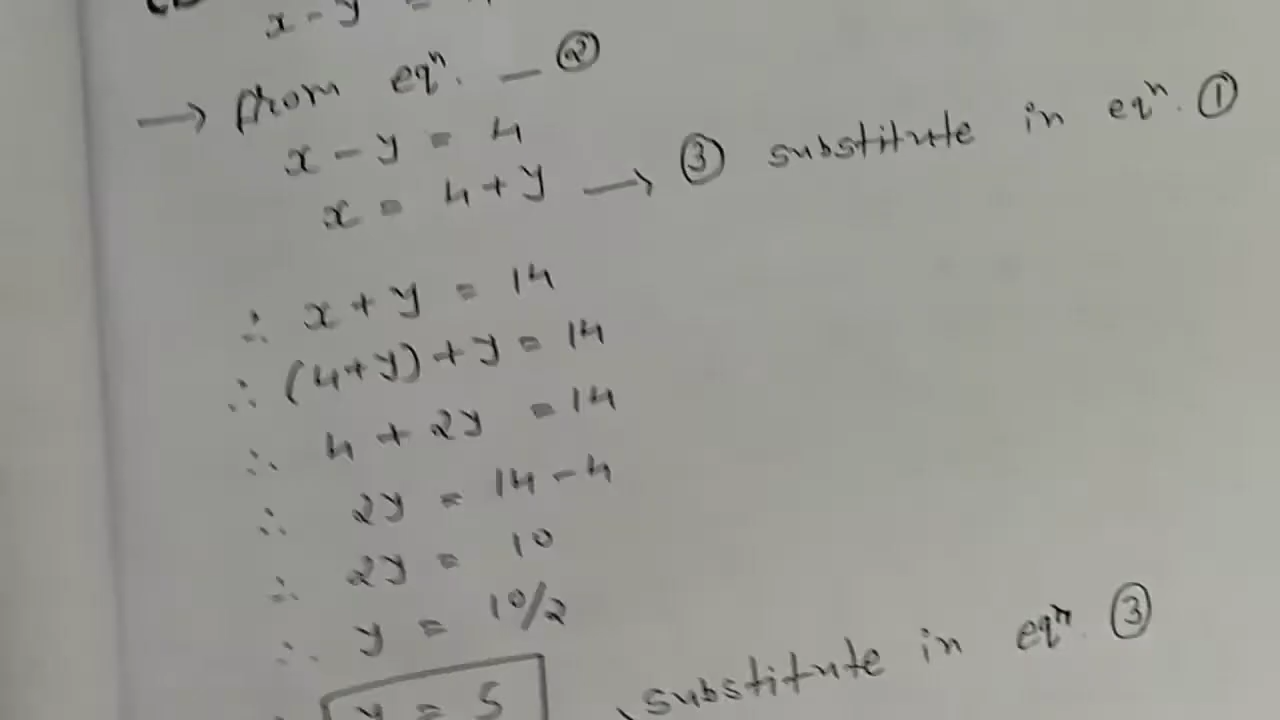 x - y =
→ from eqⁿ. — ②
x - y = 4
x = 4 + y → ③ substitute in eqⁿ. ①
∴ x + y = 14
∴ (4+y) + y = 14
∴ 4 + 2y = 14
∴ 2y = 14 - 4
∴ 2y = 10
∴ y = 10/2
y = 5 substitute in eqⁿ ③